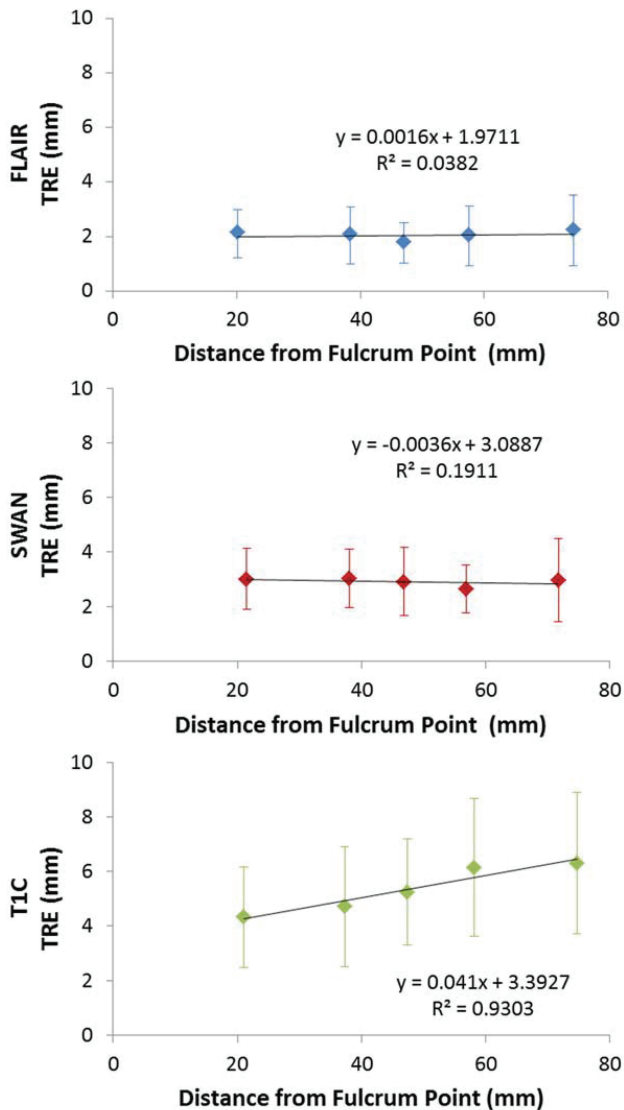 10
8
FLAIR
TRE (mm)
6
4
2
0
y = 0.0016x + 1.9711
R² = 0.0382
0 20 40 60 80
Distance from Fulcrum Point (mm)
10
8
SWAN
TRE (mm)
6
4
2
0
y = -0.0036x + 3.0887
R² = 0.1911
0 20 40 60 80
Distance from Fulcrum Point (mm)
10
8
T1C
TRE (mm)
6
4
2
0
y = 0.041x + 3.3927
R² = 0.9303
0 20 40 60 80
Distance from Fulcrum Point (mm)